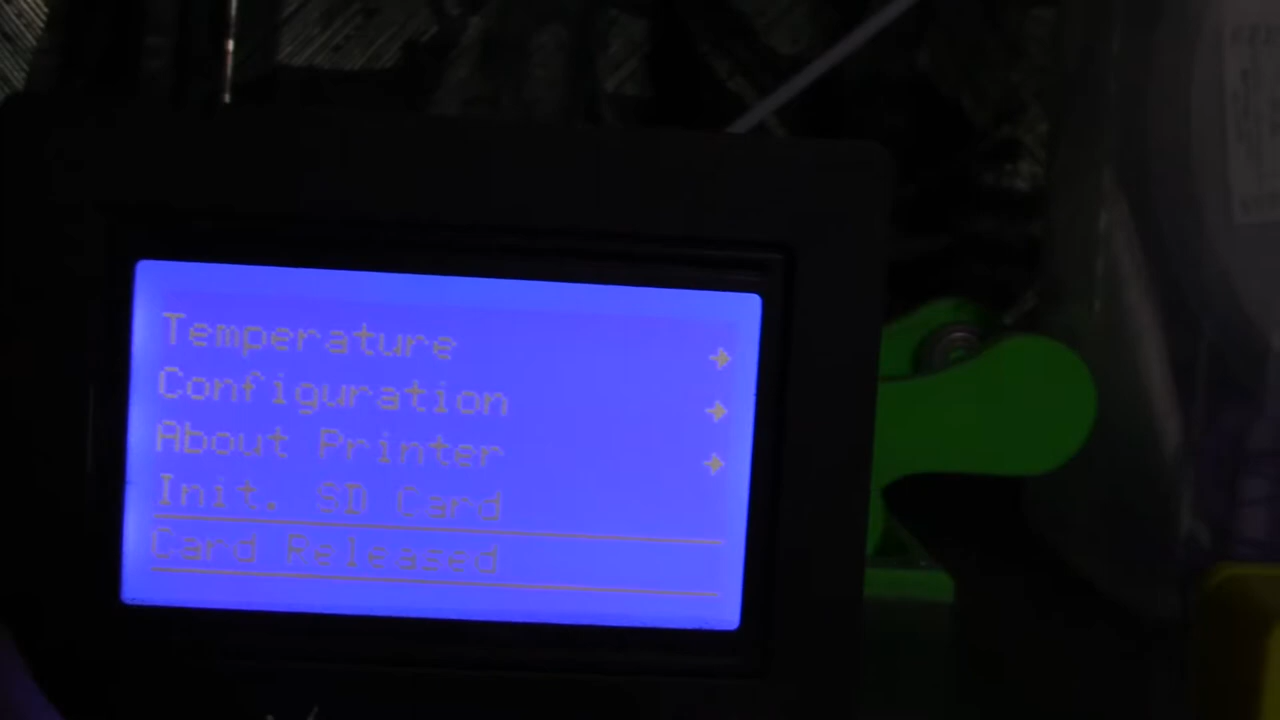 Temperature →
Configuration →
About Printer →
Init. SD Card
Card Released